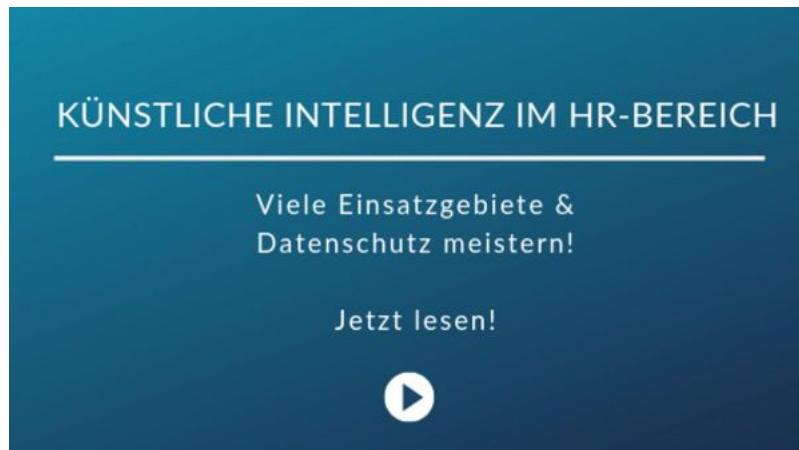 KÜNSTLICHE INTELLIGENZ IM HR-BEREICH
Viele Einsatzgebiete &
Datenschutz meistern!
Jetzt lesen!